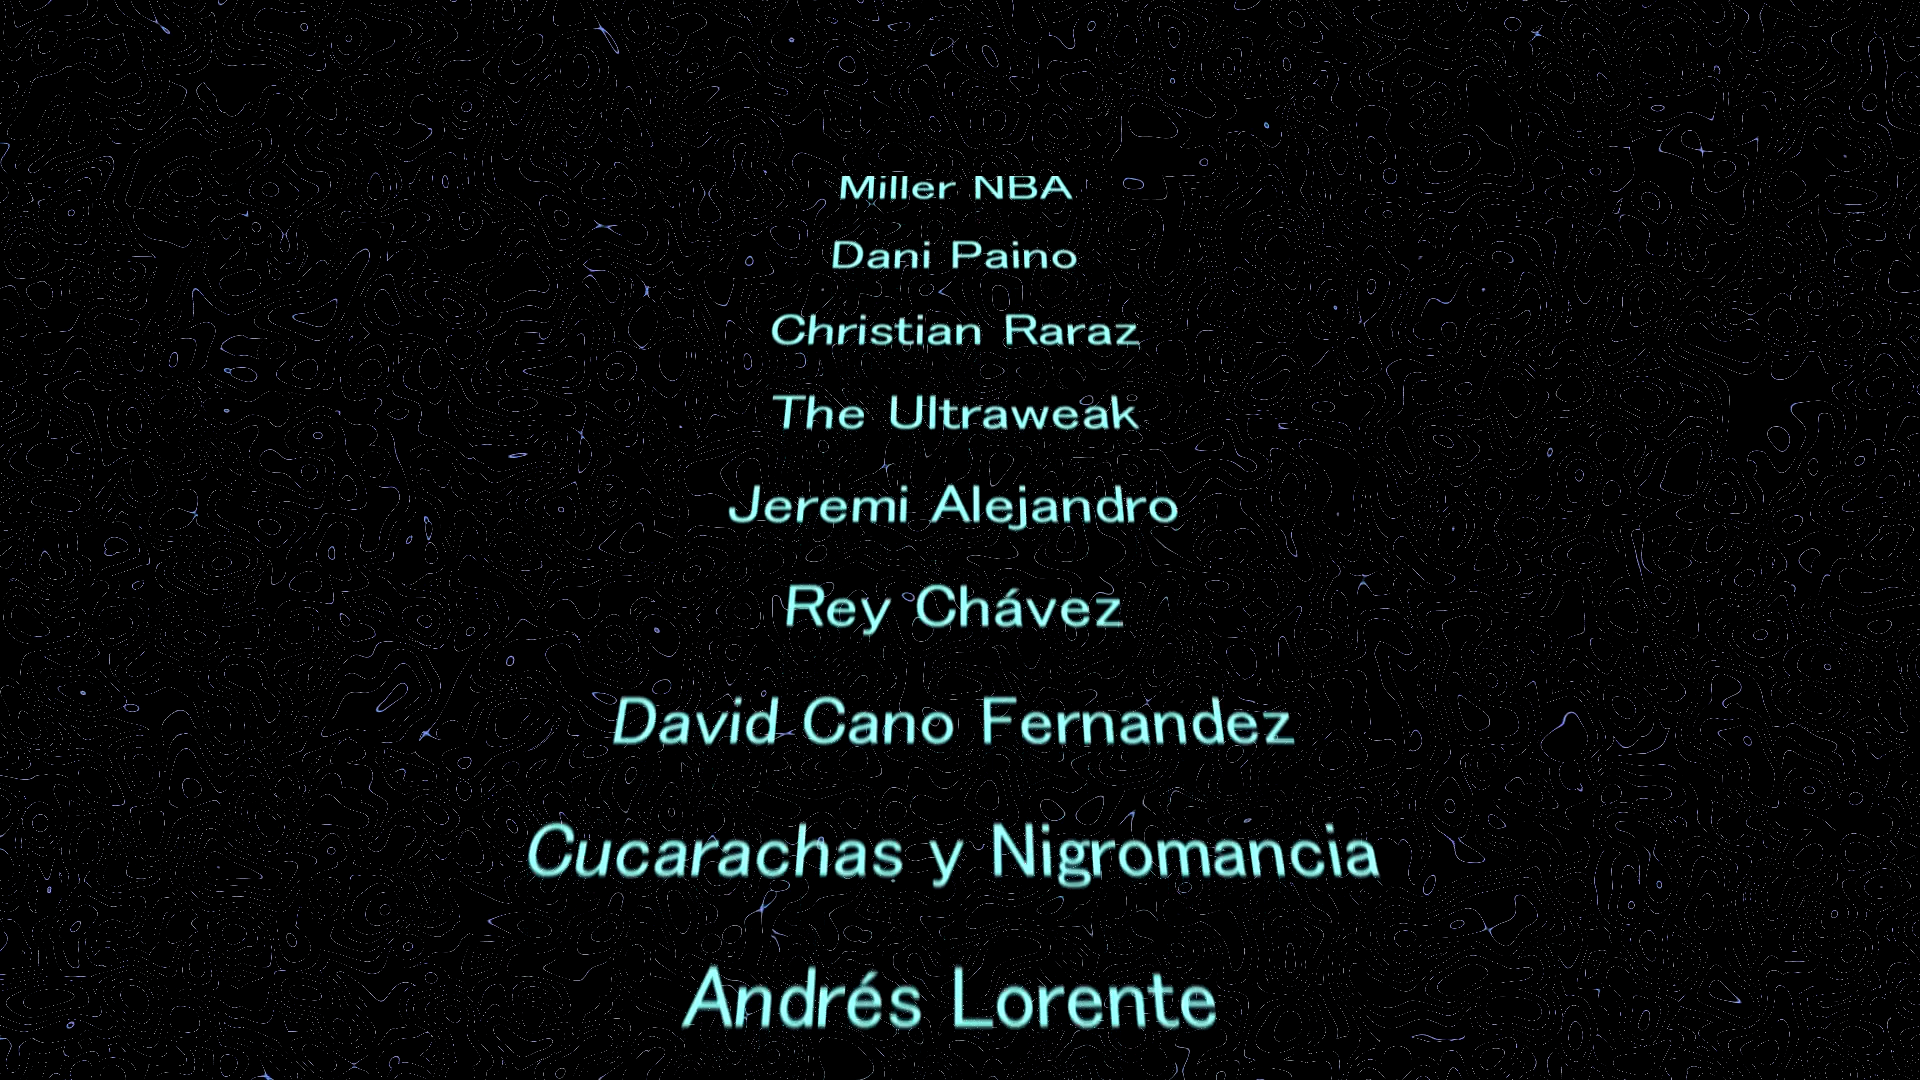 Miller NBA
Dani Paino
Christian Raraz
The Ultraweak
Jeremi Alejandro
Rey Chávez
David Cano Fernandez
Cucarachas y Nigromancia
Andrés Lorente